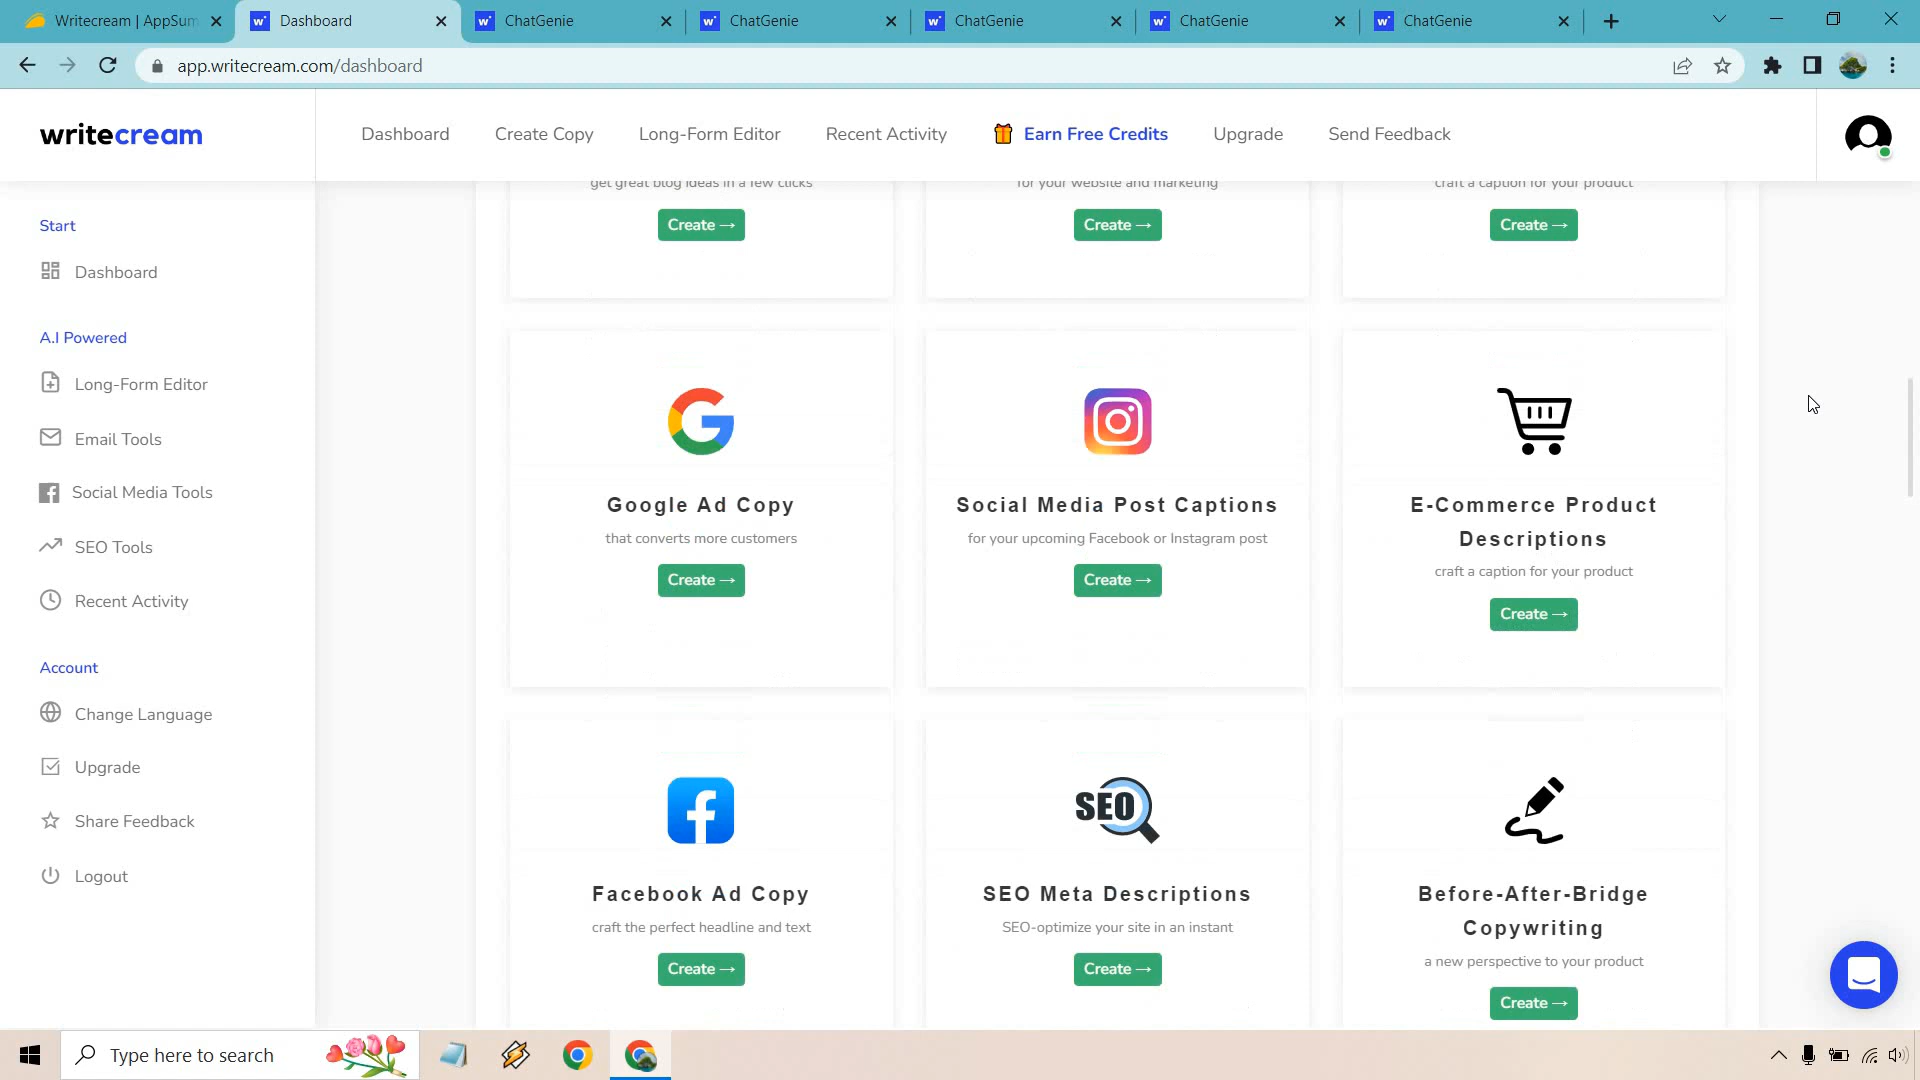 Writecream | AppSum
Dashboard
ChatGenie
ChatGenie
ChatGenie
ChatGenie
ChatGenie
app.writecream.com/dashboard
writecream
Dashboard
Create Copy
Long-Form Editor
Recent Activity
Earn Free Credits
Upgrade
Send Feedback
Start
Dashboard
A.I Powered
Long-Form Editor
Email Tools
Social Media Tools
SEO Tools
Recent Activity
Account
Change Language
Upgrade
Share Feedback
Logout
get great blog ideas in a few clicks
Create →
for your website and marketing
Create →
craft a caption for your product
Create →
Google Ad Copy
that converts more customers
Create →
Social Media Post Captions
for your upcoming Facebook or Instagram post
Create →
E-Commerce Product
Descriptions
craft a caption for your product
Create →
Facebook Ad Copy
craft the perfect headline and text
Create →
SEO
SEO Meta Descriptions
SEO-optimize your site in an instant
Create →
Before-After-Bridge
Copywriting
a new perspective to your product
Create →
Type here to search